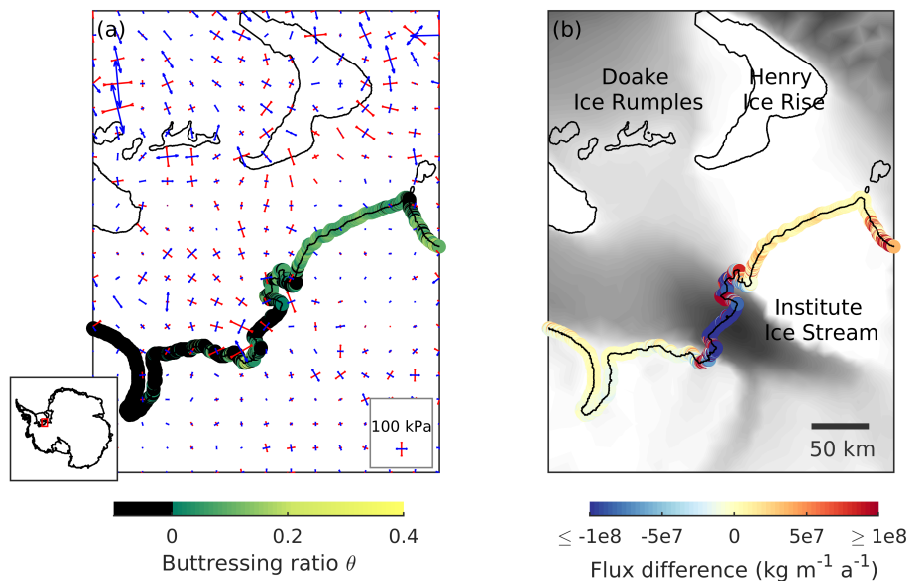 (a)
100 kPa
0
0.2
0.4
Buttressing ratio θ
(b)
Doake
Ice Rumples
Henry
Ice Rise
Institute
Ice Stream
50 km
≤ -1e8
-5e7
0
5e7
≥ 1e8
Flux difference (kg m⁻¹ a⁻¹)